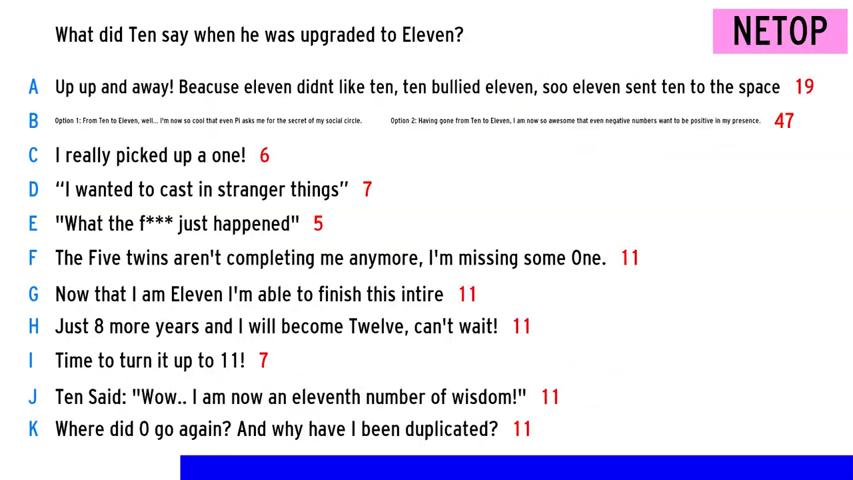 What did Ten say when he was upgraded to Eleven?
NETOP
A Up up and away! Beacuse eleven didnt like ten, ten bullied eleven, soo eleven sent ten to the space 19
B Option 1: From Ten to Eleven, well... I'm now so cool that even Pi asks me for the secret of my social circle. Option 2: Having gone from Ten to Eleven, I am now so awesome that even negative numbers want to be positive in my presence. 47
C I really picked up a one! 6
D “I wanted to cast in stranger things” 7
E "What the f*** just happened" 5
F The Five twins aren't completing me anymore, I'm missing some One. 11
G Now that I am Eleven I'm able to finish this intire 11
H Just 8 more years and I will become Twelve, can't wait! 11
I Time to turn it up to 11! 7
J Ten Said: "Wow.. I am now an eleventh number of wisdom!" 11
K Where did 0 go again? And why have I been duplicated? 11